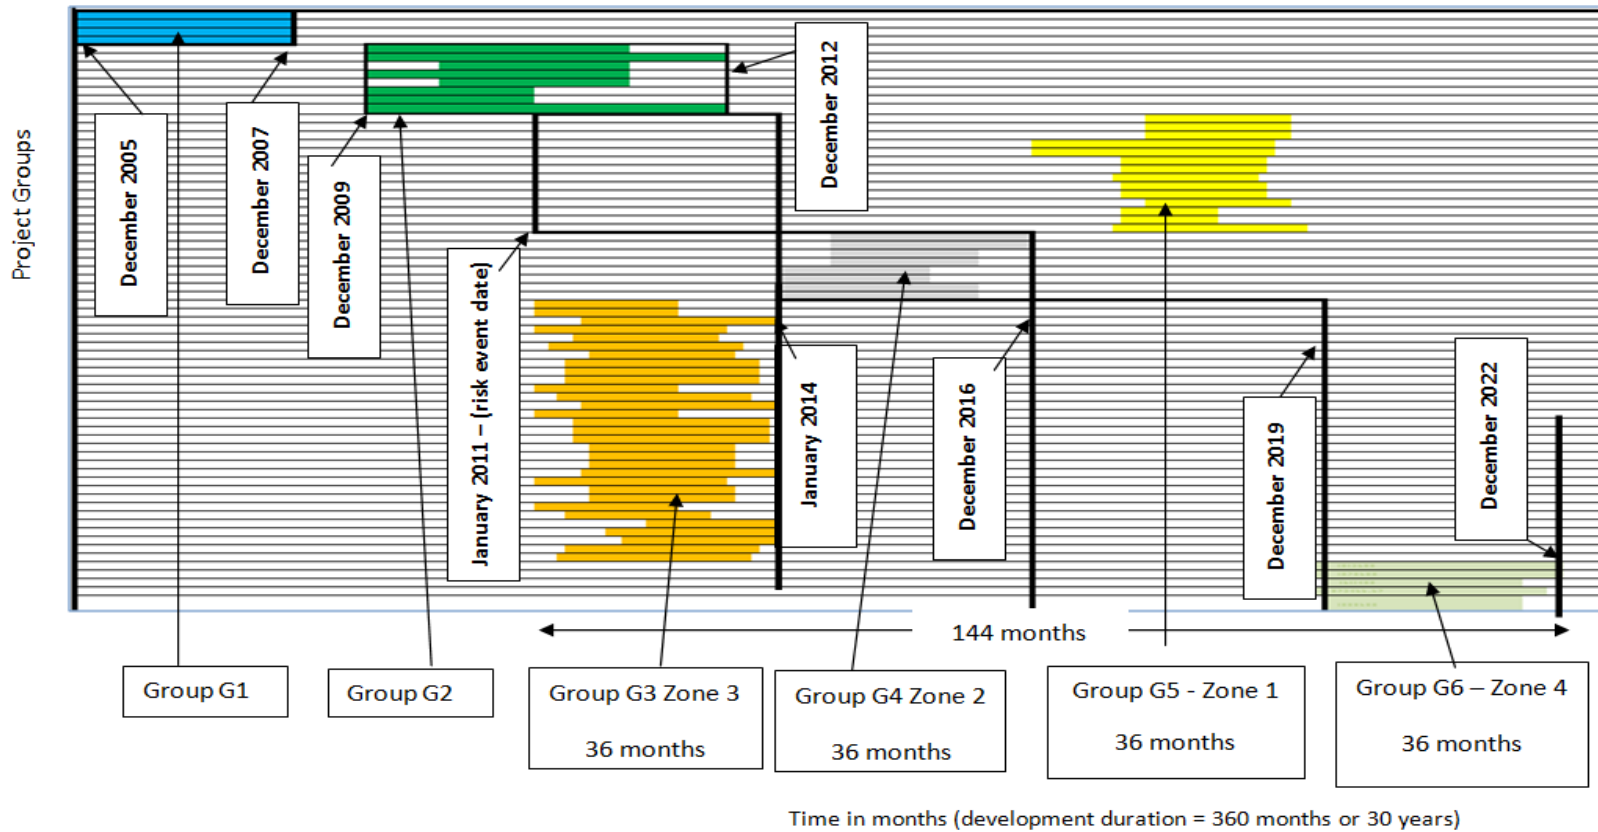 Project Groups
December 2005
December 2007
December 2009
January 2011 – (risk event date)
December 2012
January 2014
December 2016
December 2019
December 2022
144 months
Group G1
Group G2
Group G3 Zone 3
36 months
Group G4 Zone 2
36 months
Group G5 - Zone 1
36 months
Group G6 – Zone 4
36 months
Time in months (development duration = 360 months or 30 years)